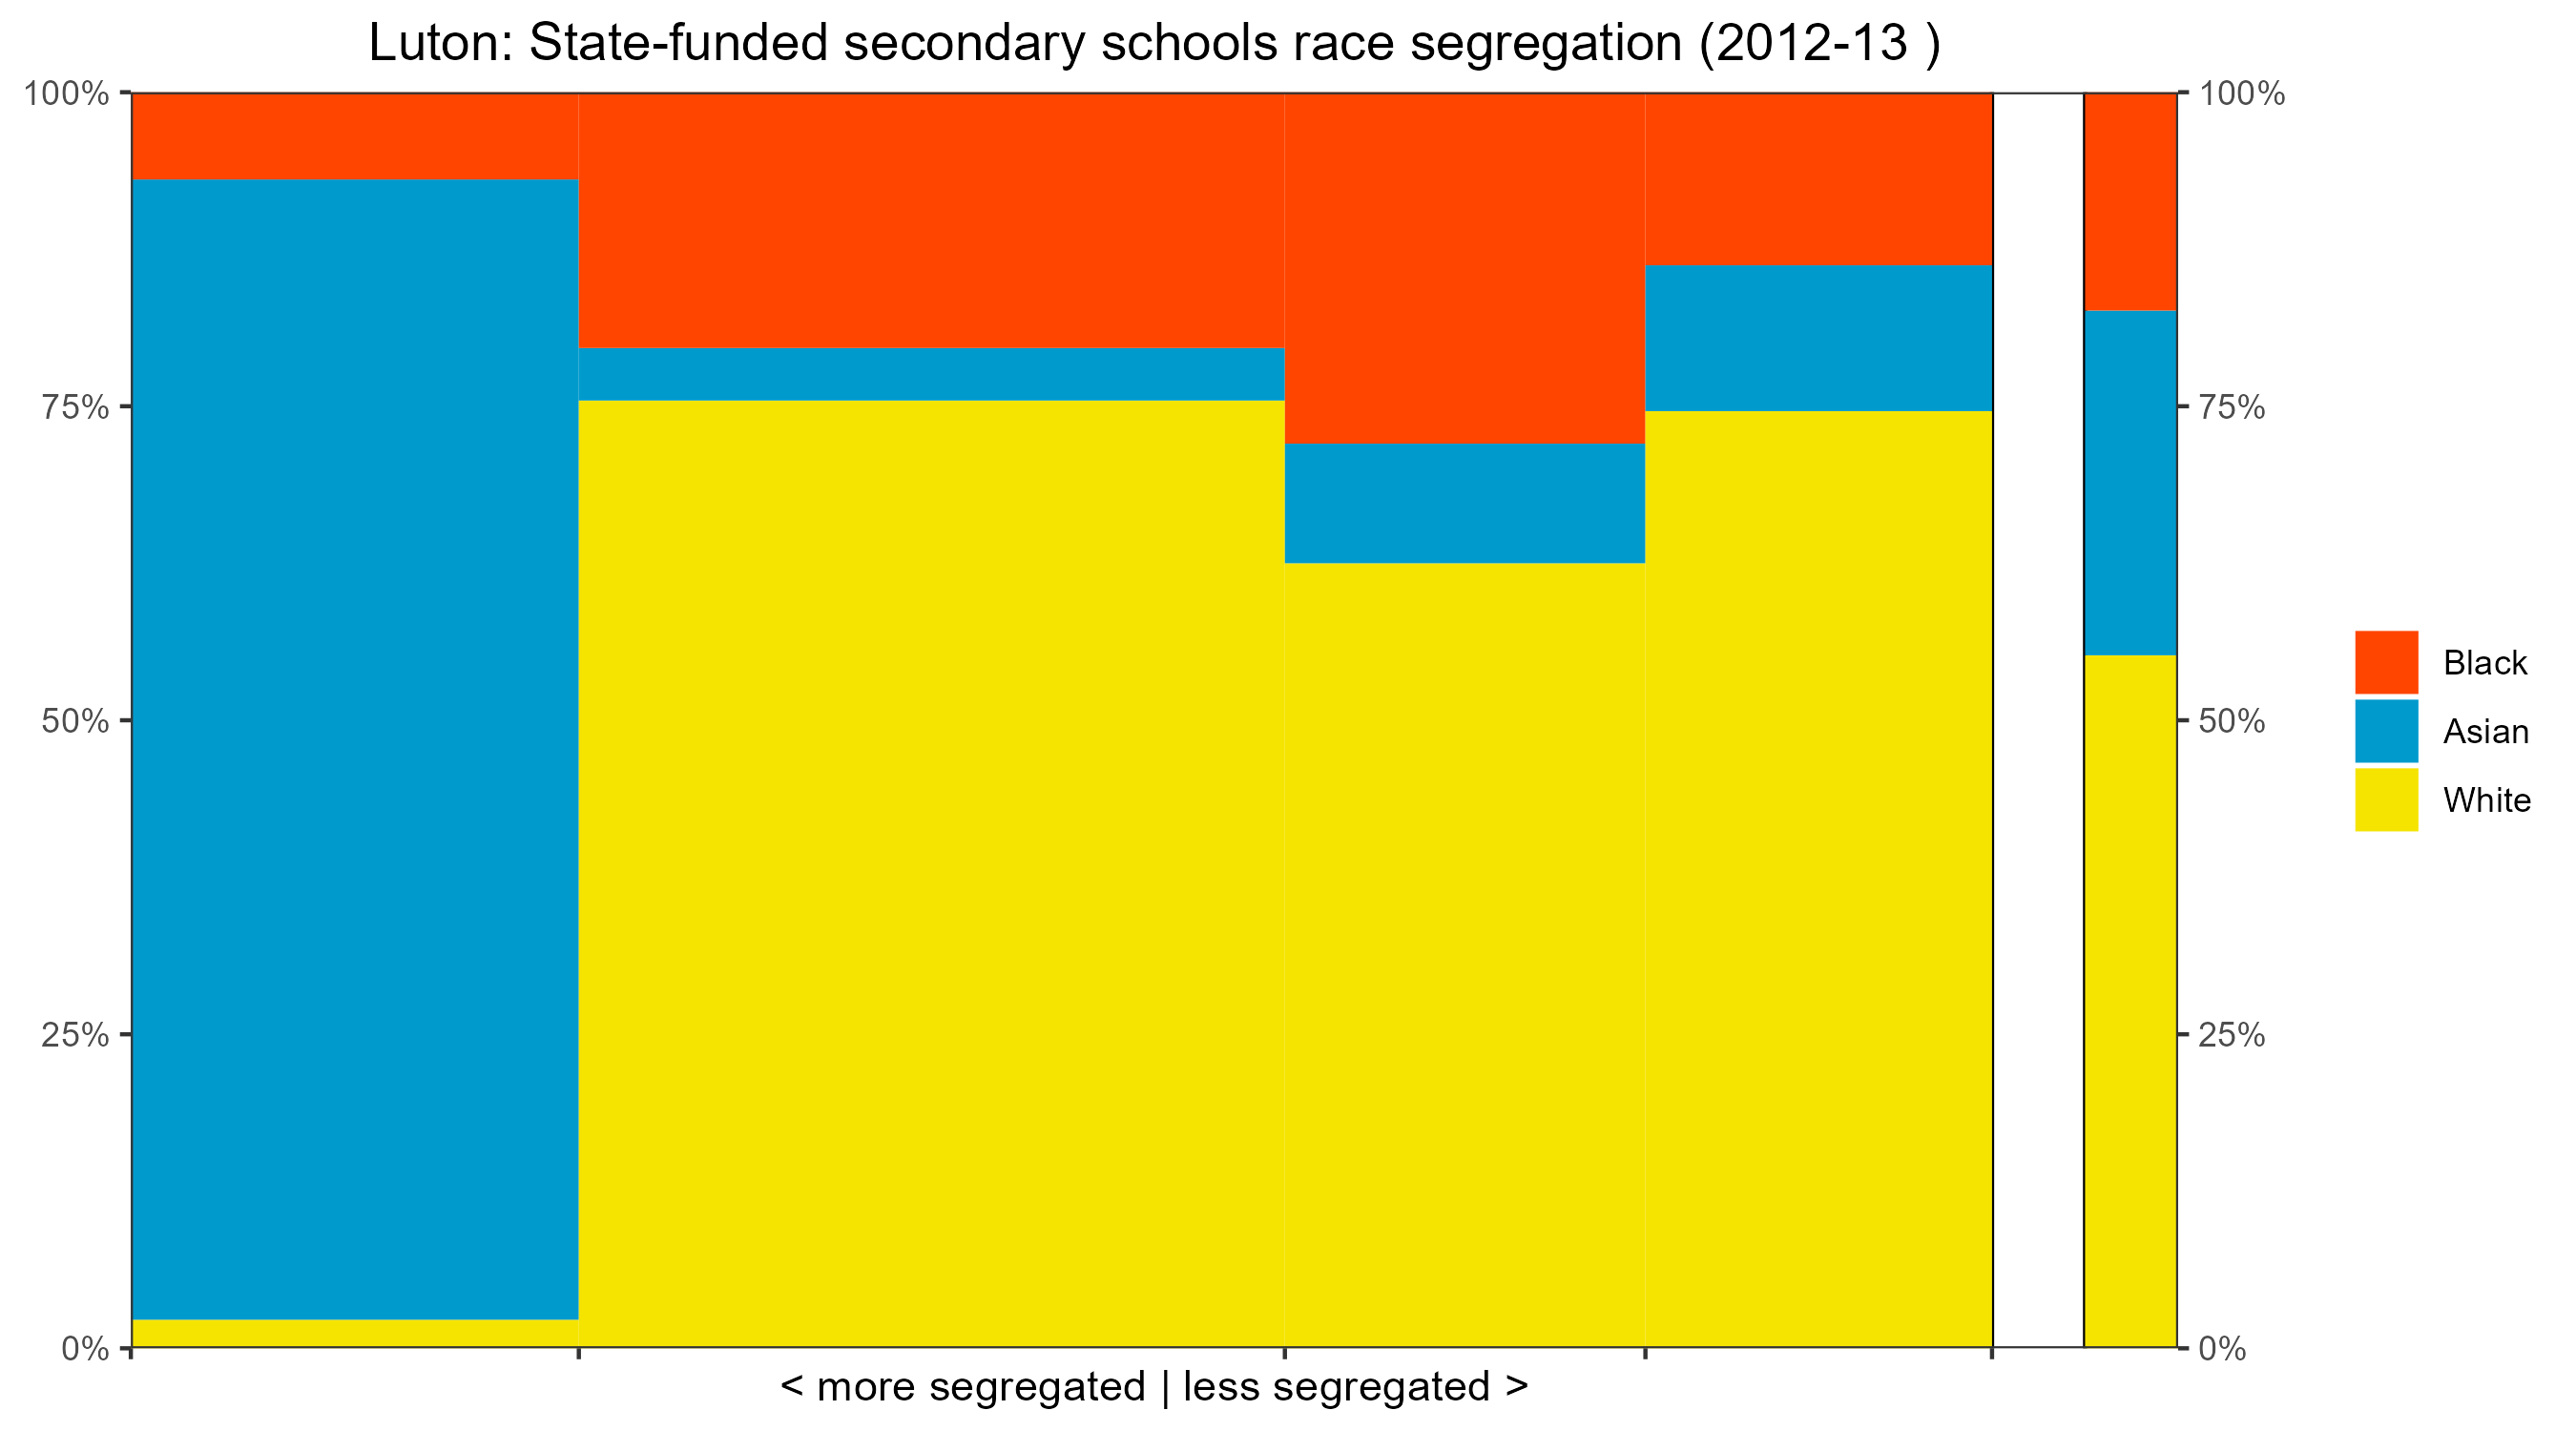 Luton: State-funded secondary schools race segregation (2012-13 )
100%
75%
50%
25%
0%
100%
75%
50%
25%
0%
Black
Asian
White
< more segregated | less segregated >